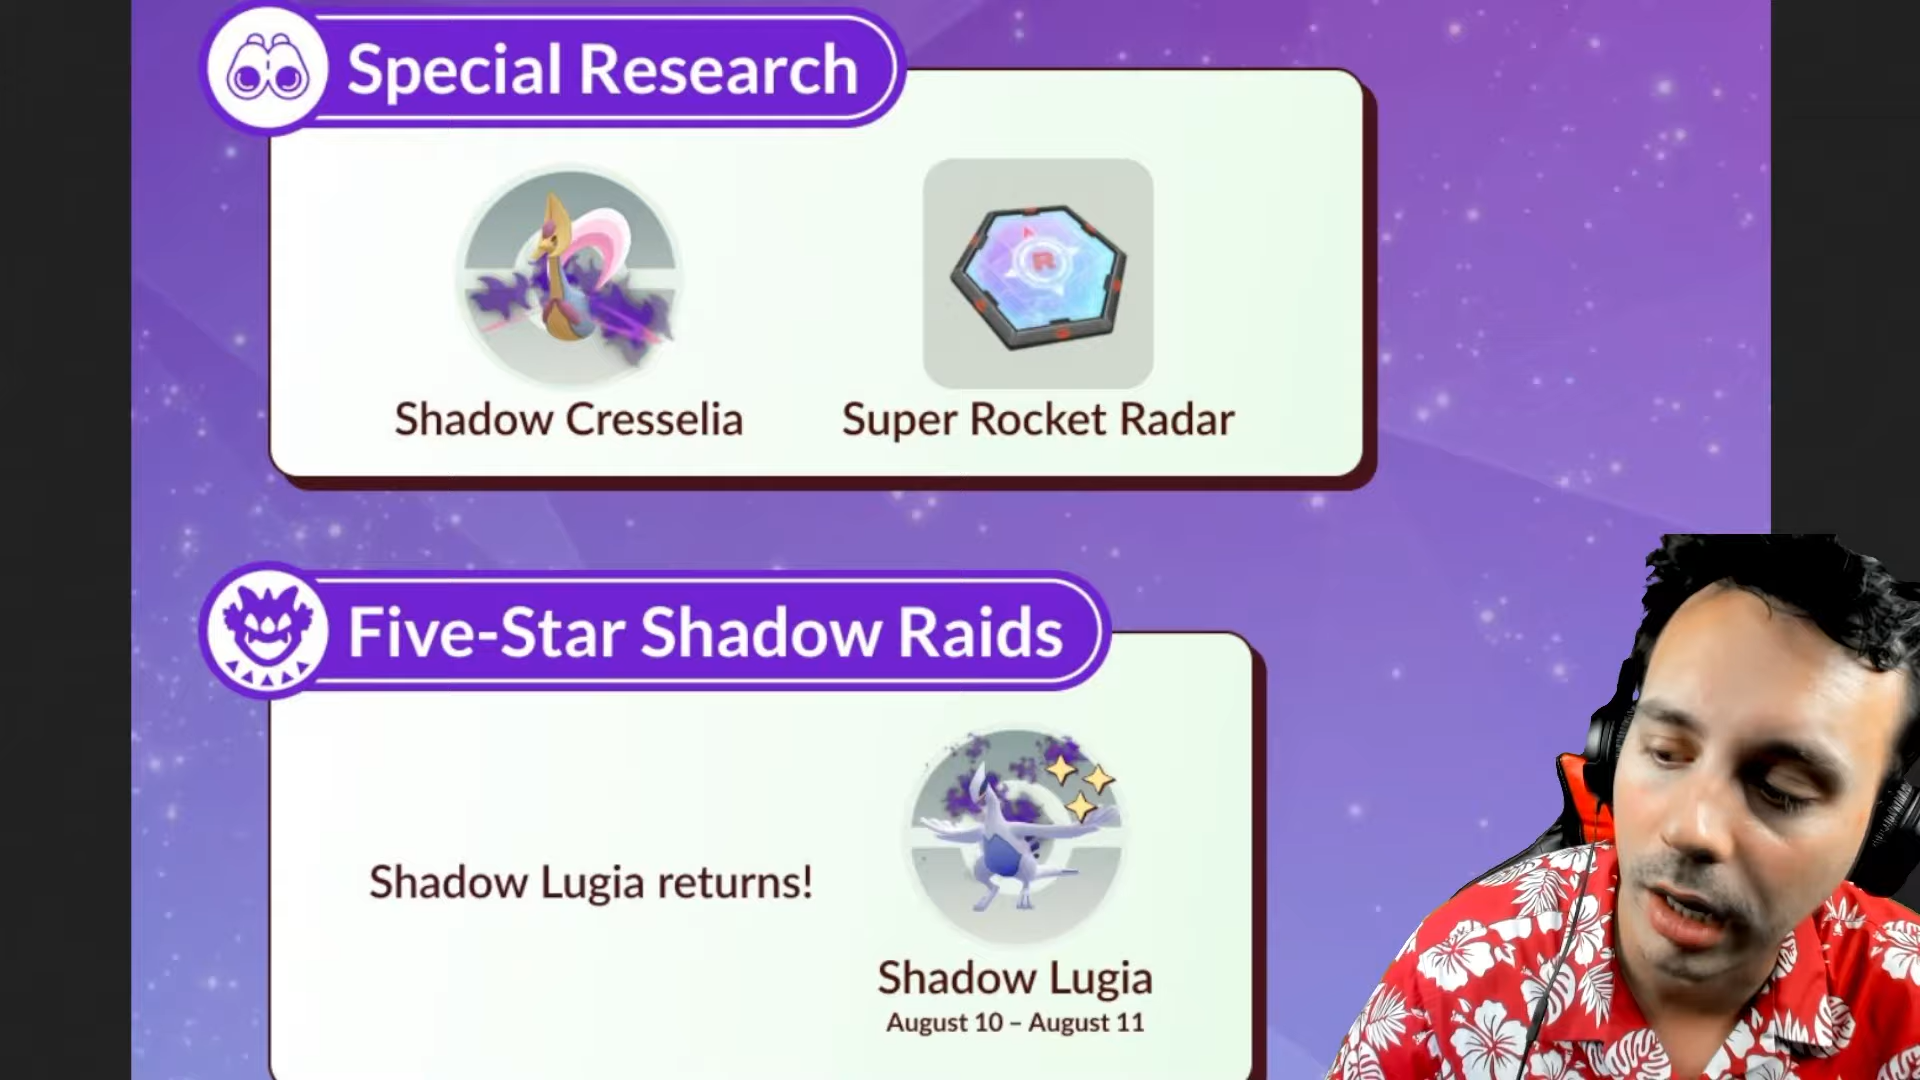 Special Research
Shadow Cresselia
Super Rocket Radar
R
Five-Star Shadow Raids
Shadow Lugia returns!
Shadow Lugia
August 10 – August 11